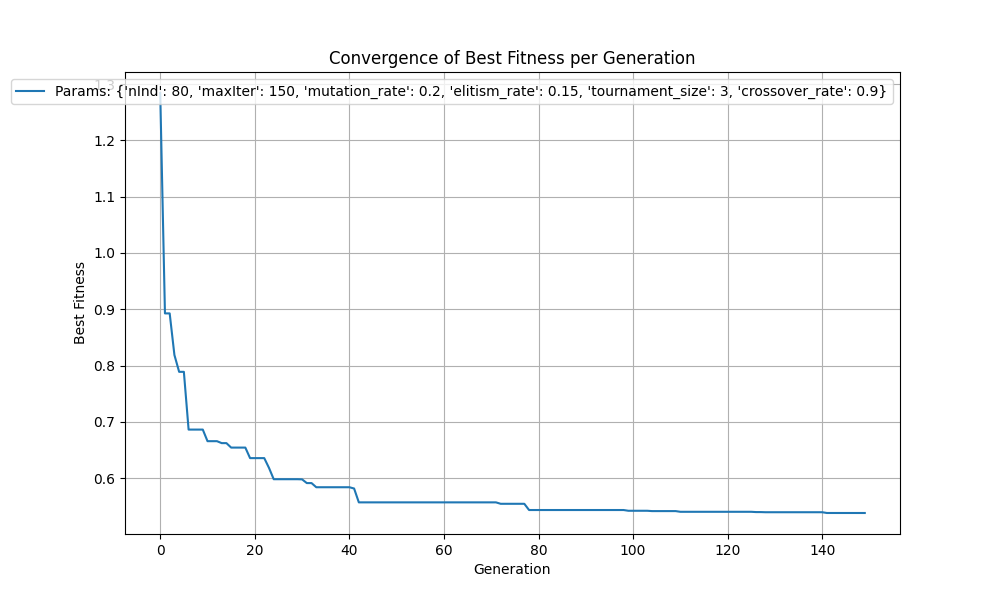 Convergence of Best Fitness per Generation
Params: {'nInd': 80, 'maxIter': 150, 'mutation_rate': 0.2, 'elitism_rate': 0.15, 'tournament_size': 3, 'crossover_rate': 0.9}
1.3
1.2
1.1
1.0
0.9
0.8
0.7
0.6
Best Fitness
0 20 40 60 80 100 120 140
Generation